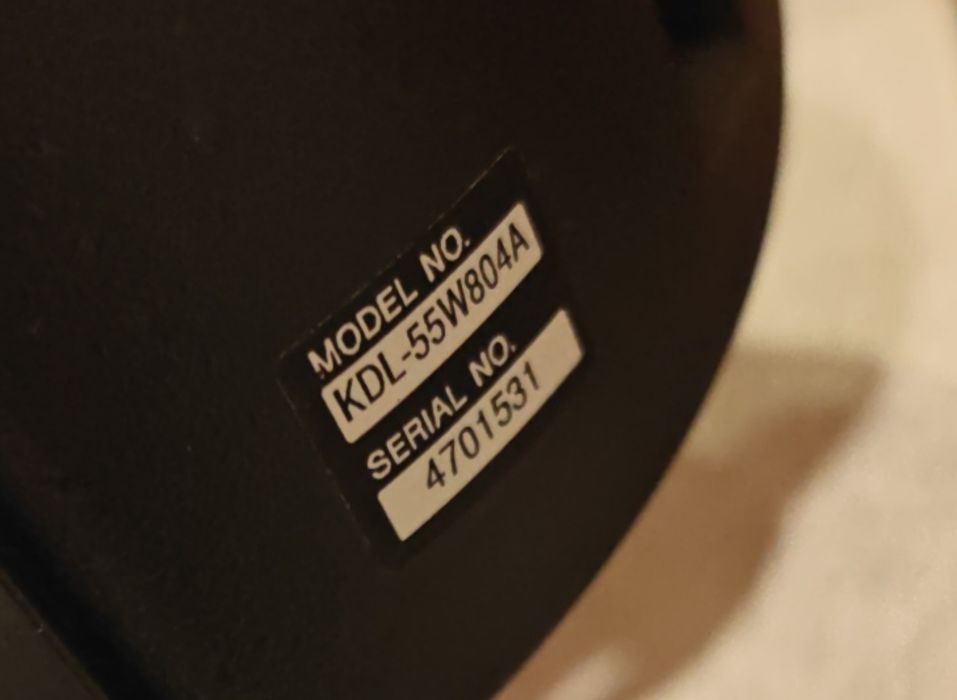 MODEL NO.
KDL-55W804A
SERIAL NO.
4701531